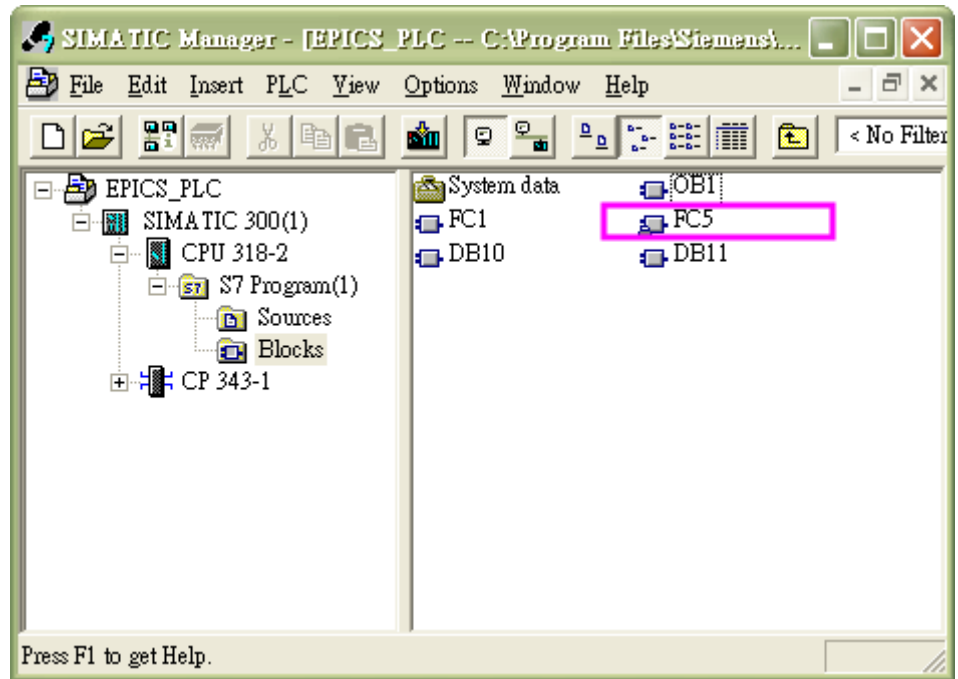 SIMATIC Manager - [EPICS_PLC -- C:\Program Files\Siemens\...
File Edit Insert PLC View Options Window Help
< No Filter
EPICS_PLC
SIMATIC 300(1)
CPU 318-2
S7 Program(1)
Sources
Blocks
CP 343-1
System data OB1
FC1 FC5
DB10 DB11
Press F1 to get Help.